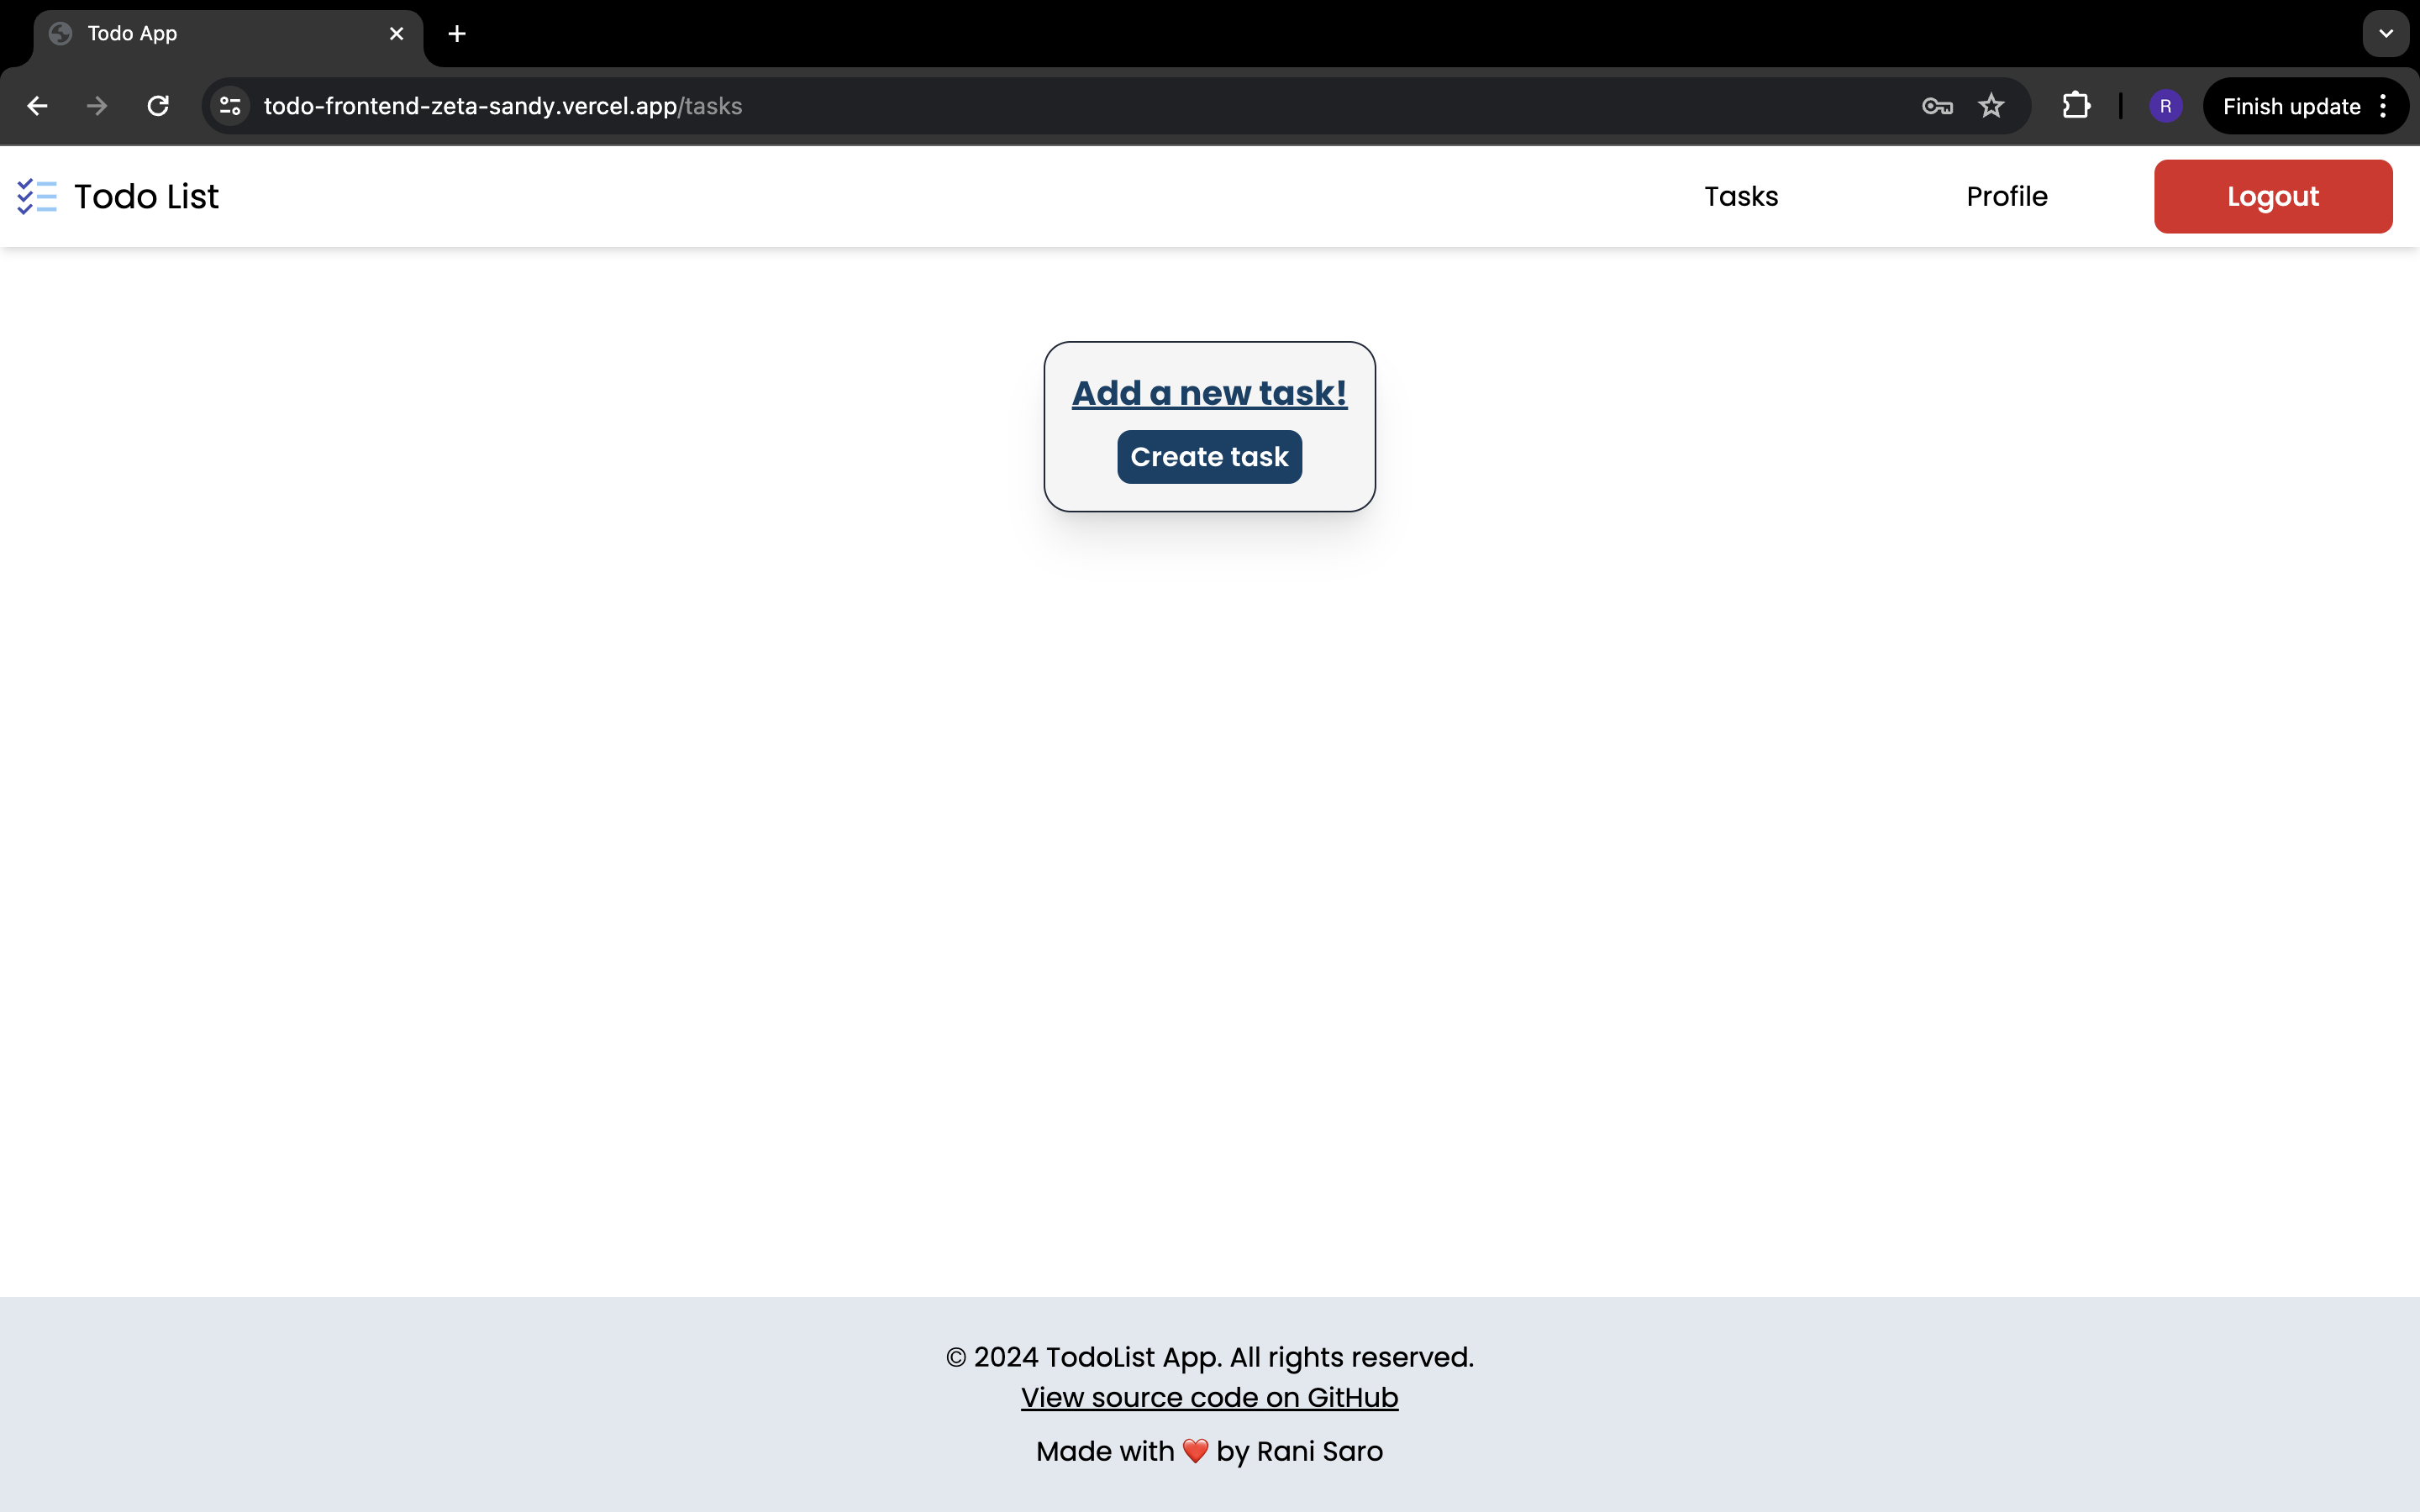 Todo App
todo-frontend-zeta-sandy.vercel.app/tasks
R
Finish update
Todo List
Tasks
Profile
Logout
Add a new task!
Create task
© 2024 TodoList App. All rights reserved.
View source code on GitHub
Made with ❤️ by Rani Saro